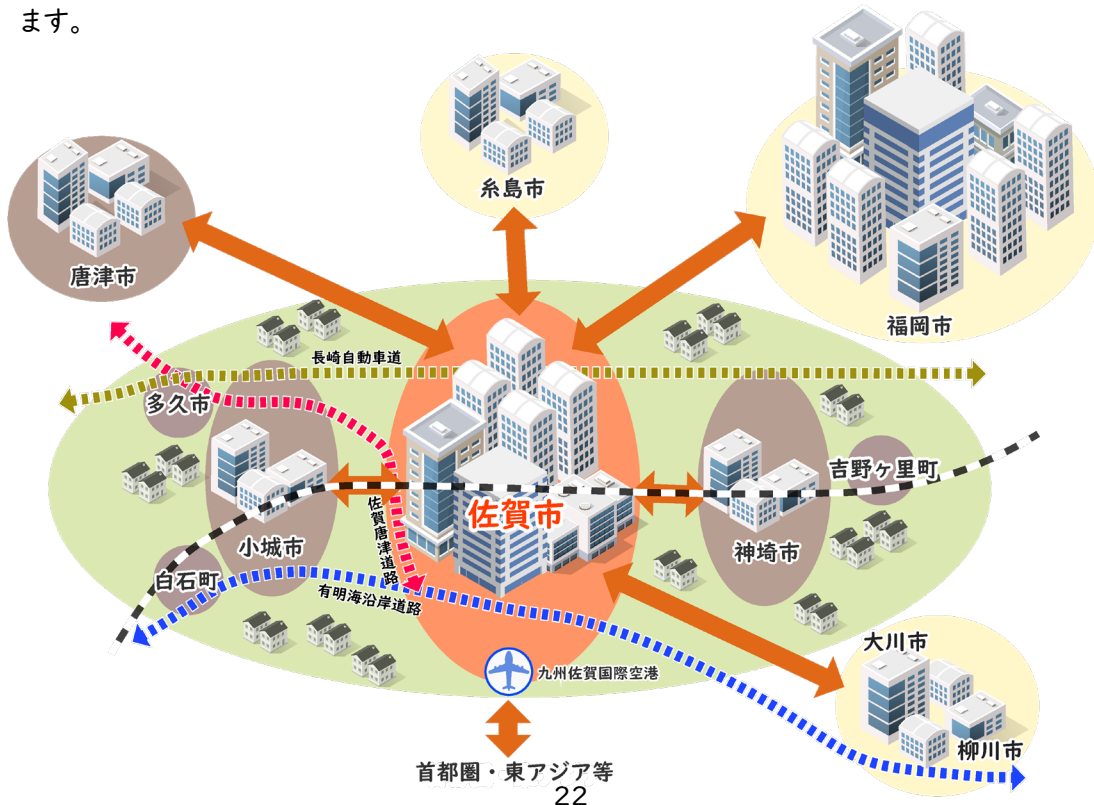 ます。
糸島市
唐津市
福岡市
長崎自動車道
多久市
吉野ヶ里町
佐賀市
佐賀唐津道路
小城市
神埼市
白石町
有明海沿岸道路
大川市
九州佐賀国際空港
柳川市
首都圏・東アジア等
22